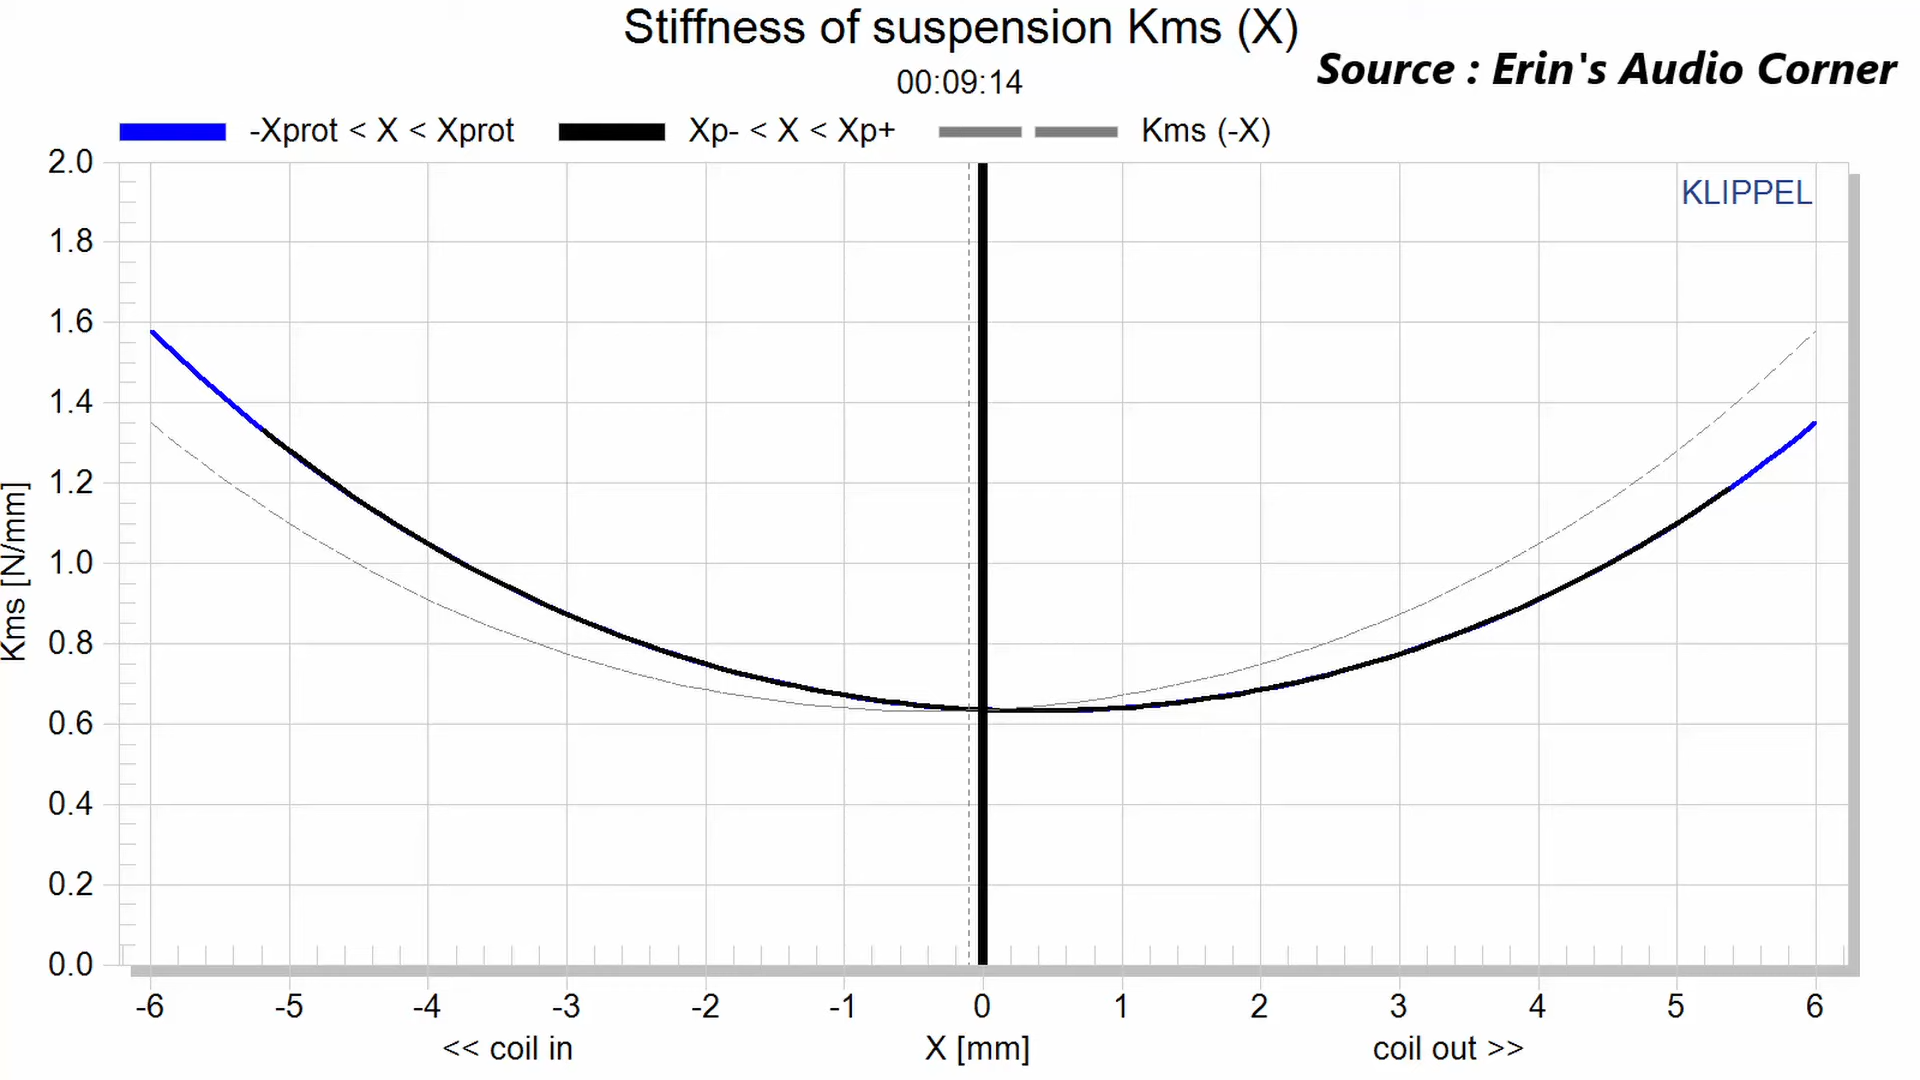 Stiffness of suspension Kms (X)
Source : Erin's Audio Corner
00:09:14
-Xprot < X < Xprot
Xp- < X < Xp+
Kms (-X)
KLIPPEL
2.0
1.8
1.6
1.4
1.2
1.0
0.8
0.6
0.4
0.2
0.0
Kms [N/mm]
-6 -5 -4 -3 -2 -1 0 1 2 3 4 5 6
<< coil in X [mm] coil out >>